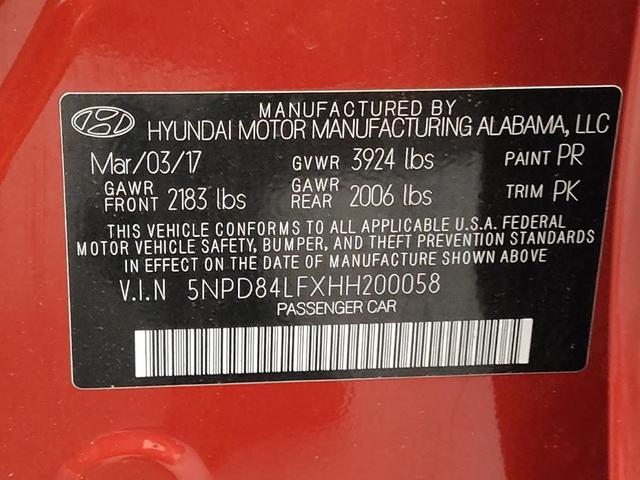 MANUFACTURED BY
HYUNDAI MOTOR MANUFACTURING ALABAMA, LLC
Mar/03/17 GVWR 3924 lbs PAINT PR
GAWR FRONT 2183 lbs GAWR REAR 2006 lbs TRIM PK
THIS VEHICLE CONFORMS TO ALL APPLICABLE U.S.A. FEDERAL
MOTOR VEHICLE SAFETY, BUMPER, AND THEFT PREVENTION STANDARDS
IN EFFECT ON THE DATE OF MANUFACTURE SHOWN ABOVE
V.I.N 5NPD84LFXHH200058
PASSENGER CAR